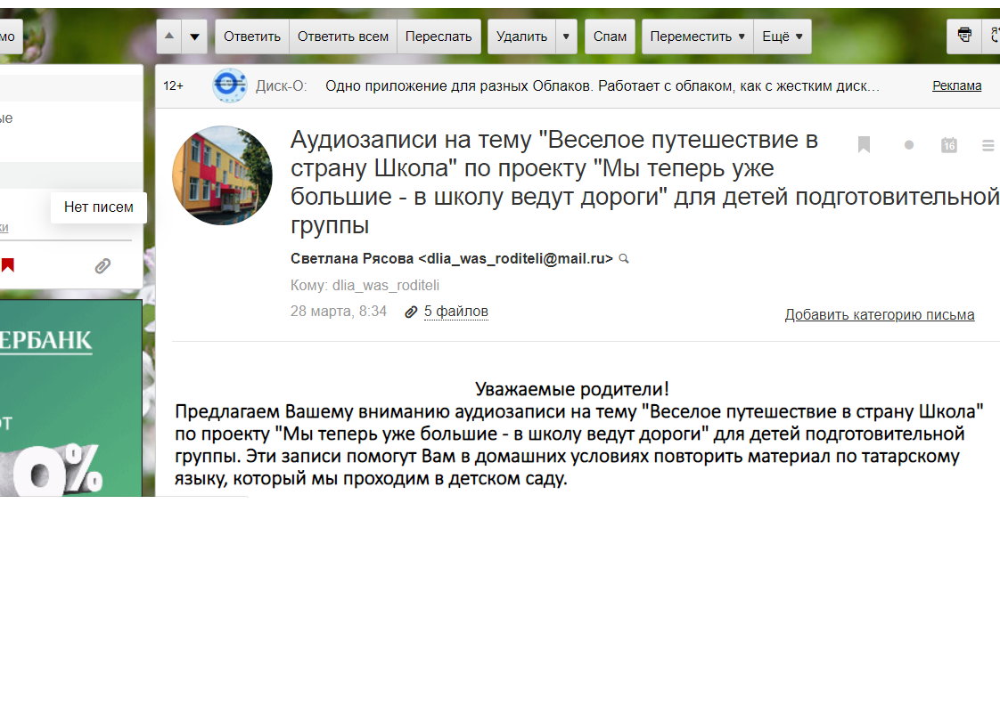 мо
Ответить
Ответить всем
Переслать
Удалить
Спам
Переместить
Ещё
12+
Диск-О:
Одно приложение для разных Облаков. Работает с облаком, как с жестким диск...
Реклама
ые
Нет писем
ки
Аудиозаписи на тему "Веселое путешествие в
страну Школа" по проекту "Мы теперь уже
большие - в школу ведут дороги" для детей подготовительной
группы
16
Светлана Рясова <dlia_was_roditeli@mail.ru>
Кому: dlia_was_roditeli
28 марта, 8:34
5 файлов
Добавить категорию письма
ЕРБАНК
ОТ
0%
Уважаемые родители!
Предлагаем Вашему вниманию аудиозаписи на тему "Веселое путешествие в страну Школа"
по проекту "Мы теперь уже большие - в школу ведут дороги" для детей подготовительной
группы. Эти записи помогут Вам в домашних условиях повторить материал по татарскому
языку, который мы проходим в детском саду.